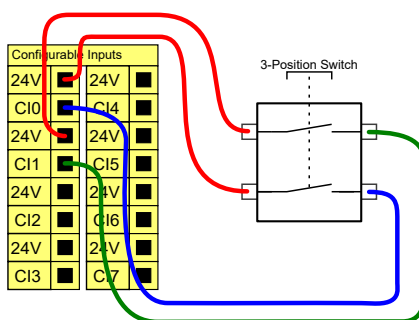 Configurable Inputs
24V 24V
CI0 CI4
24V 24V
CI1 CI5
24V 24V
CI2 CI6
24V 24V
CI3 CI7
3-Position Switch